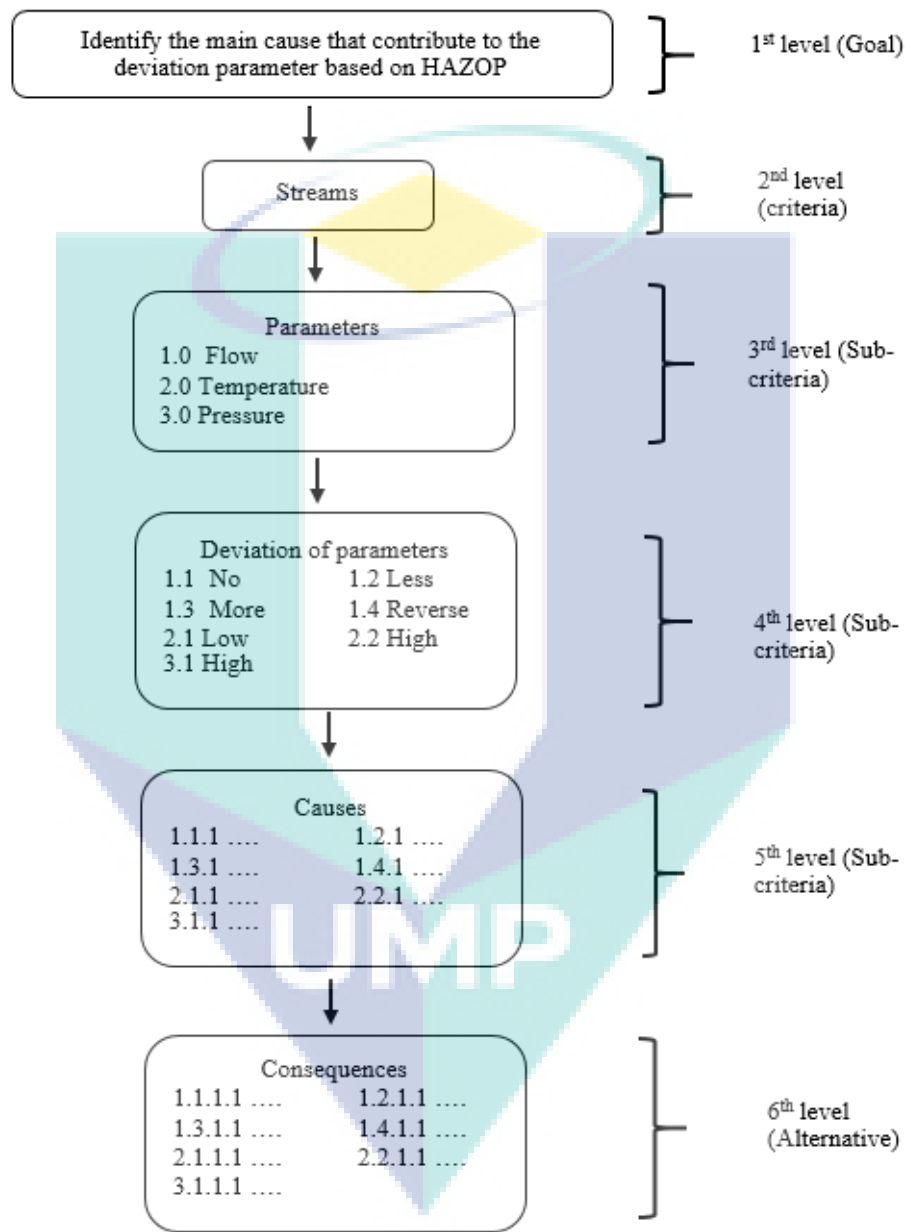 Identify the main cause that contribute to the
deviation parameter based on HAZOP
1st level (Goal)
Streams
2nd level
(criteria)
Parameters
1.0 Flow
2.0 Temperature
3.0 Pressure
3rd level (Sub-
criteria)
Deviation of parameters
1.1 No 1.2 Less
1.3 More 1.4 Reverse
2.1 Low 2.2 High
3.1 High
4th level (Sub-
criteria)
Causes
1.1.1 .... 1.2.1 ....
1.3.1 .... 1.4.1 ....
2.1.1 .... 2.2.1 ....
3.1.1 ....
5th level (Sub-
criteria)
UMP
Consequences
1.1.1.1 .... 1.2.1.1 ....
1.3.1.1 .... 1.4.1.1 ....
2.1.1.1 .... 2.2.1.1 ....
3.1.1.1 ....
6th level
(Alternative)